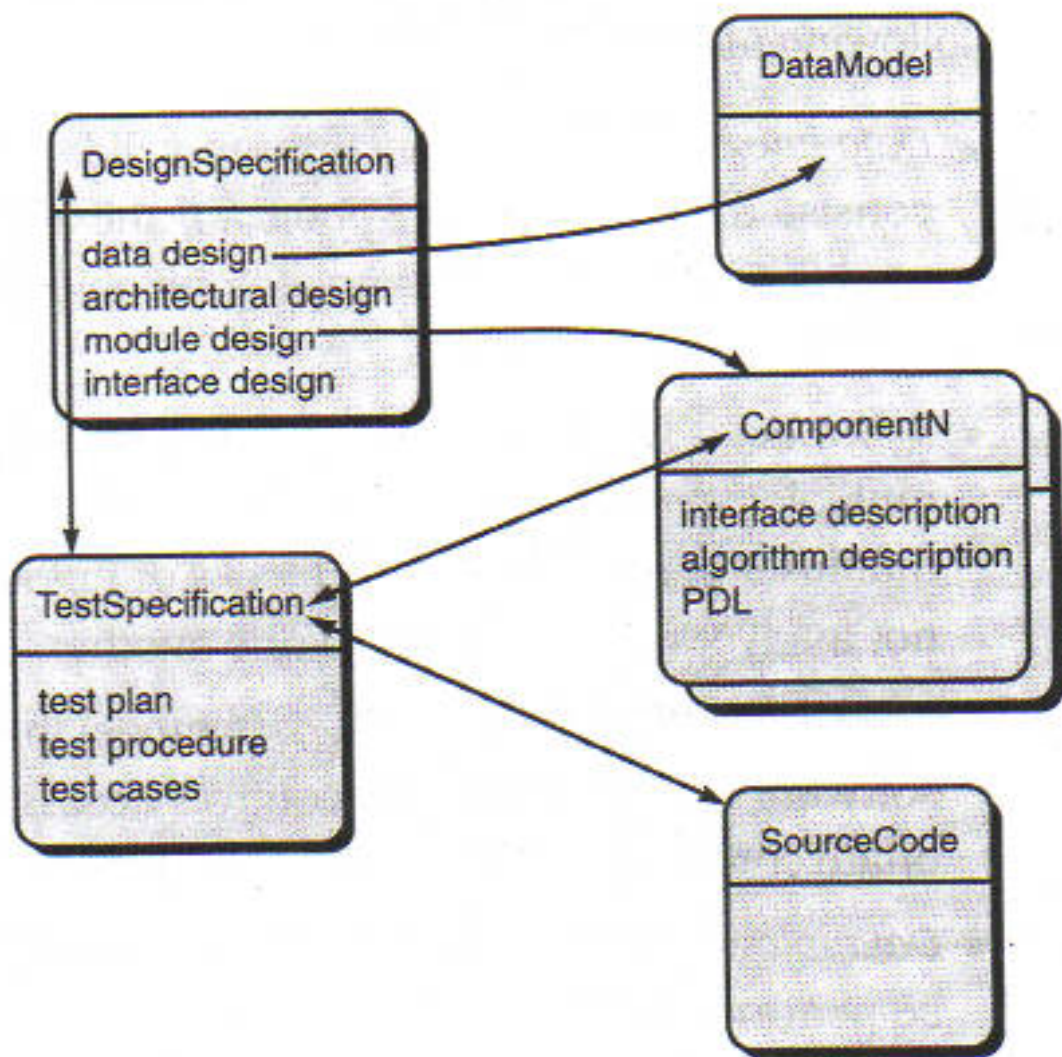 DataModel
DesignSpecification
data design
architectural design
module design
interface design
ComponentN
interface description
algorithm description
PDL
TestSpecification
test plan
test procedure
test cases
SourceCode